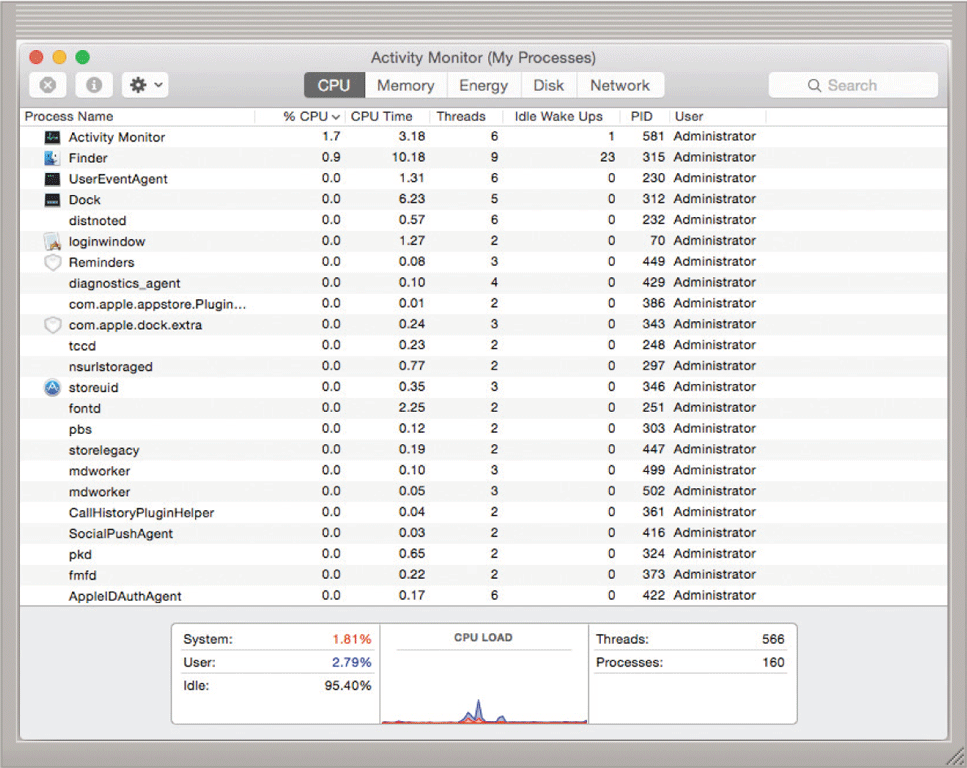 Activity Monitor (My Processes)
CPU Memory Energy Disk Network Search
Process Name % CPU CPU Time Threads Idle Wake Ups PID User
Activity Monitor 1.7 3.18 6 1 581 Administrator
Finder 0.9 10.18 9 23 315 Administrator
UserEventAgent 0.0 1.31 6 0 230 Administrator
Dock 0.0 6.23 5 0 312 Administrator
distnoted 0.0 0.57 6 0 232 Administrator
loginwindow 0.0 1.27 2 0 70 Administrator
Reminders 0.0 0.08 3 0 449 Administrator
diagnostics_agent 0.0 0.10 4 0 429 Administrator
com.apple.appstore.Plugin... 0.0 0.01 2 0 386 Administrator
com.apple.dock.extra 0.0 0.24 3 0 343 Administrator
tccd 0.0 0.23 2 0 248 Administrator
nsurlstoraged 0.0 0.77 2 0 297 Administrator
storeuid 0.0 0.35 3 0 346 Administrator
fontd 0.0 2.25 2 0 251 Administrator
pbs 0.0 0.12 2 0 303 Administrator
storelegacy 0.0 0.19 2 0 447 Administrator
mdworker 0.0 0.10 3 0 499 Administrator
mdworker 0.0 0.05 3 0 502 Administrator
CallHistoryPluginHelper 0.0 0.04 2 0 361 Administrator
SocialPushAgent 0.0 0.03 2 0 416 Administrator
pkd 0.0 0.65 2 0 324 Administrator
fmfd 0.0 0.22 2 0 373 Administrator
AppleIDAuthAgent 0.0 0.17 6 0 422 Administrator
System: 1.81% CPU LOAD Threads: 566
User: 2.79% Processes: 160
Idle: 95.40%